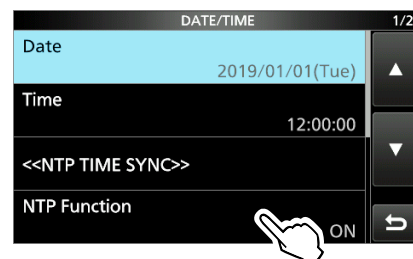 DATE/TIME 1/2
Date
2019/01/01(Tue)
Time
12:00:00
<<NTP TIME SYNC>>
NTP Function
ON